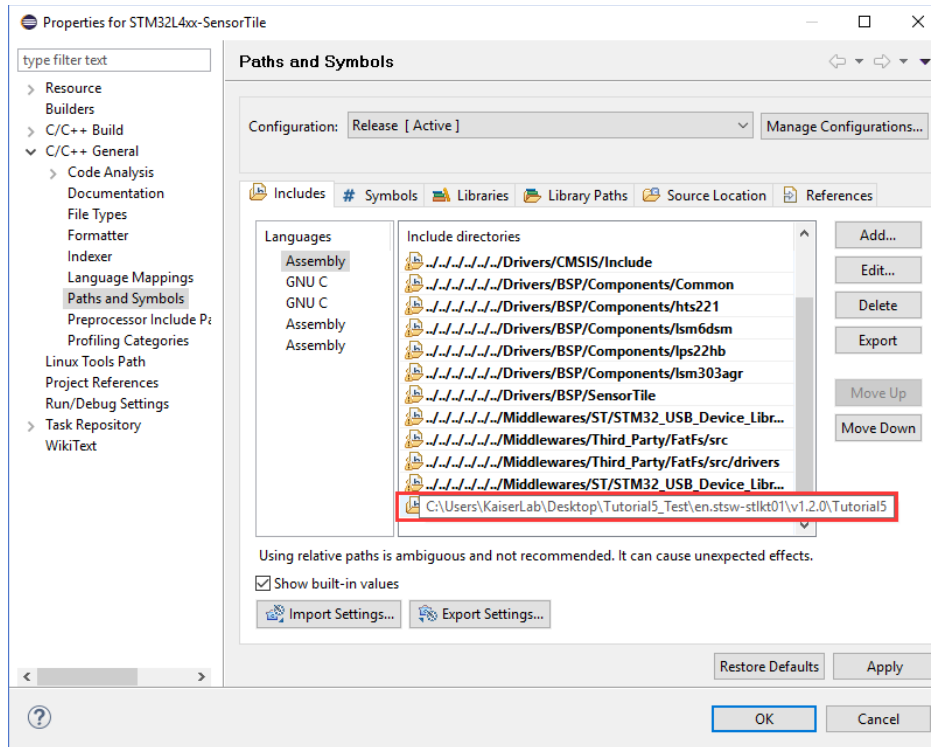 Properties for STM32L4xx-SensorTile
type filter text
Resource
Builders
C/C++ Build
C/C++ General
Code Analysis
Documentation
File Types
Formatter
Indexer
Language Mappings
Paths and Symbols
Preprocessor Include Pa
Profiling Categories
Linux Tools Path
Project References
Run/Debug Settings
Task Repository
WikiText
Paths and Symbols
Configuration: Release [ Active ]
Manage Configurations...
Includes # Symbols Libraries Library Paths Source Location References
Languages
Assembly
GNU C
GNU C
Assembly
Assembly
Include directories
../../../../../../Drivers/CMSIS/Include
../../../../../../Drivers/BSP/Components/Common
../../../../../../Drivers/BSP/Components/hts221
../../../../../../Drivers/BSP/Components/lsm6dsm
../../../../../../Drivers/BSP/Components/lps22hb
../../../../../../Drivers/BSP/Components/lsm303agr
../../../../../../Drivers/BSP/SensorTile
../../../../../../Middlewares/ST/STM32_USB_Device_Libr...
../../../../../../Middlewares/Third_Party/FatFs/src
../../../../../../Middlewares/Third_Party/FatFs/src/drivers
../../../../../../Middlewares/ST/STM32_USB_Device_Libr...
C:\Users\KaiserLab\Desktop\Tutorial5_Test\en.stsw-stlkt01\v1.2.0\Tutorial5
Add...
Edit...
Delete
Export
Move Up
Move Down
Using relative paths is ambiguous and not recommended. It can cause unexpected effects.
Show built-in values
Import Settings...
Export Settings...
Restore Defaults
Apply
?
OK
Cancel